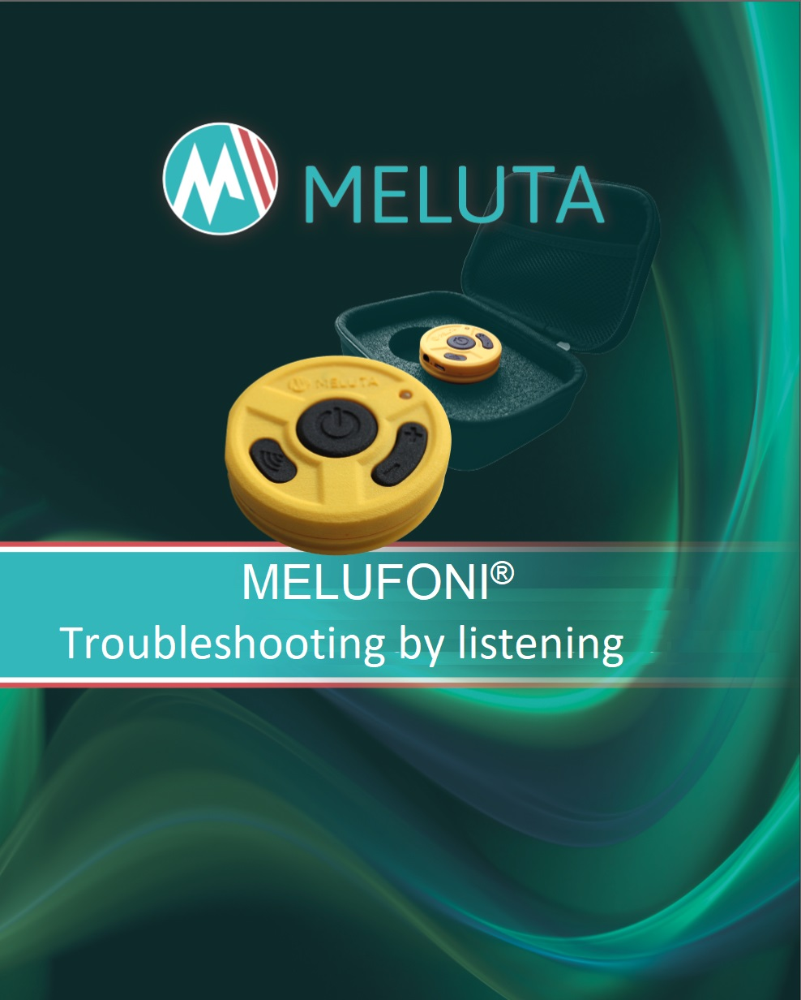 MELUTA
MELUTA
MELUFONI®
Troubleshooting by listening